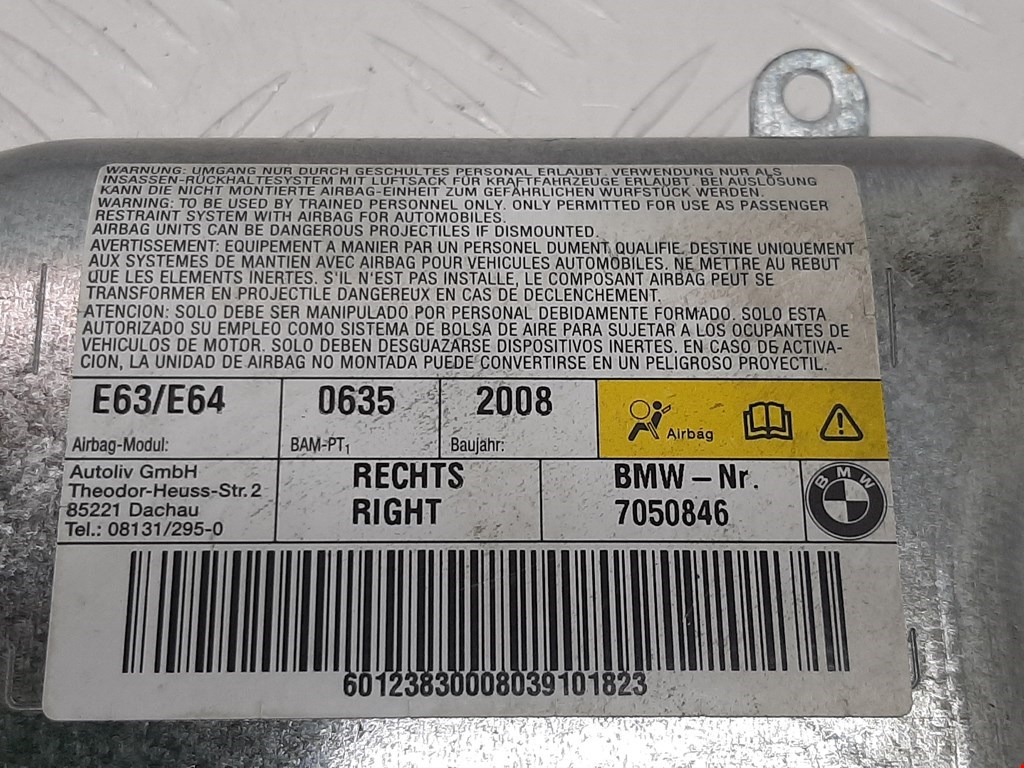 WARNUNG: UMGANG NUR DURCH GESCHULTES PERSONAL ERLAUBT. VERWENDUNG NUR ALS
INSASSEN-RÜCKHALTESYSTEM MIT LUFTSACK FÜR KRAFTFAHRZEUGE ERLAUBT. BEI AUSLÖSUNG
KANN DIE NICHT MONTIERTE AIRBAG-EINHEIT ZUM GEFÄHRLICHEN WURFSTÜCK WERDEN.
WARNING: TO BE USED BY TRAINED PERSONNEL ONLY. ONLY PERMITTED FOR USE AS PASSENGER
RESTRAINT SYSTEM WITH AIRBAG FOR AUTOMOBILES.
AIRBAG UNITS CAN BE DANGEROUS PROJECTILES IF DISMOUNTED.
AVERTISSEMENT: EQUIPEMENT A MANIER PAR UN PERSONEL DUMENT QUALIFIE. DESTINE UNIQUEMENT
AUX SYSTEMES DE MANTIEN AVEC AIRBAG POUR VEHICULES AUTOMOBILES. NE METTRE AU REBUT
QUE LES ELEMENTS INERTES. S'IL N'EST PAS INSTALLE, LE COMPOSANT AIRBAG PEUT SE
TRANSFORMER EN PROJECTILE DANGEREUX EN CAS DE DECLENCHEMENT.
ATENCION: SOLO DEBE SER MANIPULADO POR PERSONAL DEBIDAMENTE FORMADO. SOLO ESTA
AUTORIZADO SU EMPLEO COMO SISTEMA DE BOLSA DE AIRE PARA SUJETAR A LOS OCUPANTES DE
VEHICULOS DE MOTOR. SOLO DEBEN DESGUAZARSE DISPOSITIVOS INERTES. EN CASO DE ACTIVA-
CION, LA UNIDAD DE AIRBAG NO MONTADA PUEDE CONVERTIRSE EN UN PELIGROSO PROYECTIL.
E63/E64 0635 2008
Airbag-Modul: BAM-PT1 Baujahr: Airbag
Autoliv GmbH
Theodor-Heuss-Str. 2
85221 Dachau
Tel.: 08131/295-0
RECHTS
RIGHT
BMW-Nr.
7050846
BMW
60123830008039101823